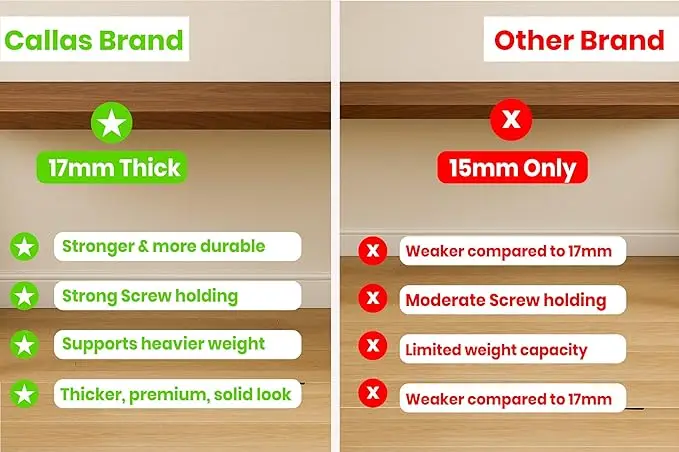 Callas Brand
17mm Thick
Stronger & more durable
Strong Screw holding
Supports heavier weight
Thicker, premium, solid look
Other Brand
X
15mm Only
X Weaker compared to 17mm
X Moderate Screw holding
X Limited weight capacity
X Weaker compared to 17mm